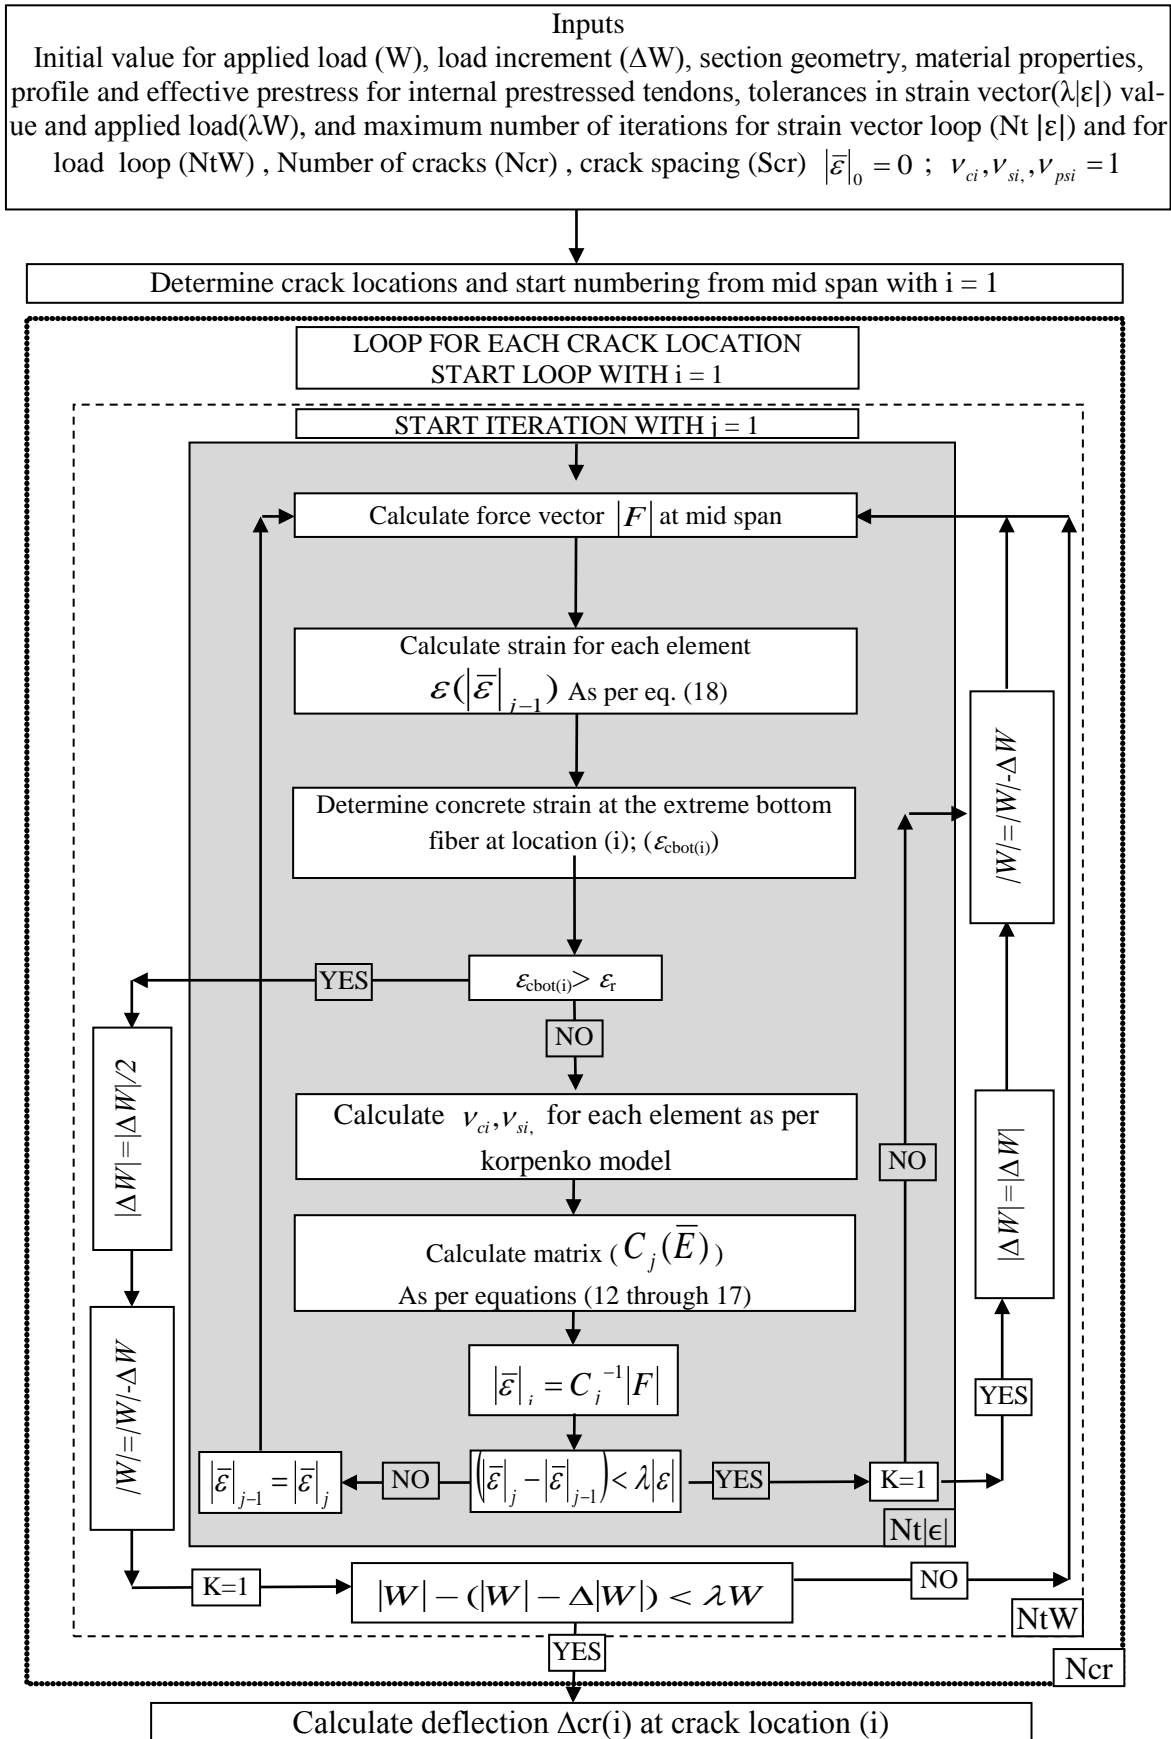 Inputs
Initial value for applied load (W), load increment (ΔW), section geometry, material properties,
profile and effective prestress for internal prestressed tendons, tolerances in strain vector(λ|ε|) val-
ue and applied load(λW), and maximum number of iterations for strain vector loop (Nt |ε|) and for
load loop (NtW) , Number of cracks (Ncr) , crack spacing (Scr) |ε̅|₀ = 0 ; ν_ci, ν_si, , ν_psi = 1
Determine crack locations and start numbering from mid span with i = 1
LOOP FOR EACH CRACK LOCATION
START LOOP WITH i = 1
START ITERATION WITH j = 1
Calculate force vector |F| at mid span
Calculate strain for each element
ε(|ε̅|_j−1) As per eq. (18)
Determine concrete strain at the extreme bottom
fiber at location (i); (ε_cbot(i))
ε_cbot(i)> ε_r
YES
NO
|ΔW|=|ΔW|/2
|W|=|W|-ΔW
Calculate ν_ci, ν_si, for each element as per
korpenko model
Calculate matrix ( C_j(E̅) )
As per equations (12 through 17)
|ε̅|_j = C_j⁻¹|F|
(|ε̅|_j − |ε̅|_j−1) < λ|ε|
NO
|ε̅|_j−1 = |ε̅|_j
YES
K=1
NO
YES
|ΔW|=|ΔW|
|W|=|W|-ΔW
Nt|ϵ|
K=1
|W| − (|W| − Δ|W|) < λW
NO
NtW
YES
Ncr
Calculate deflection Δcr(i) at crack location (i)